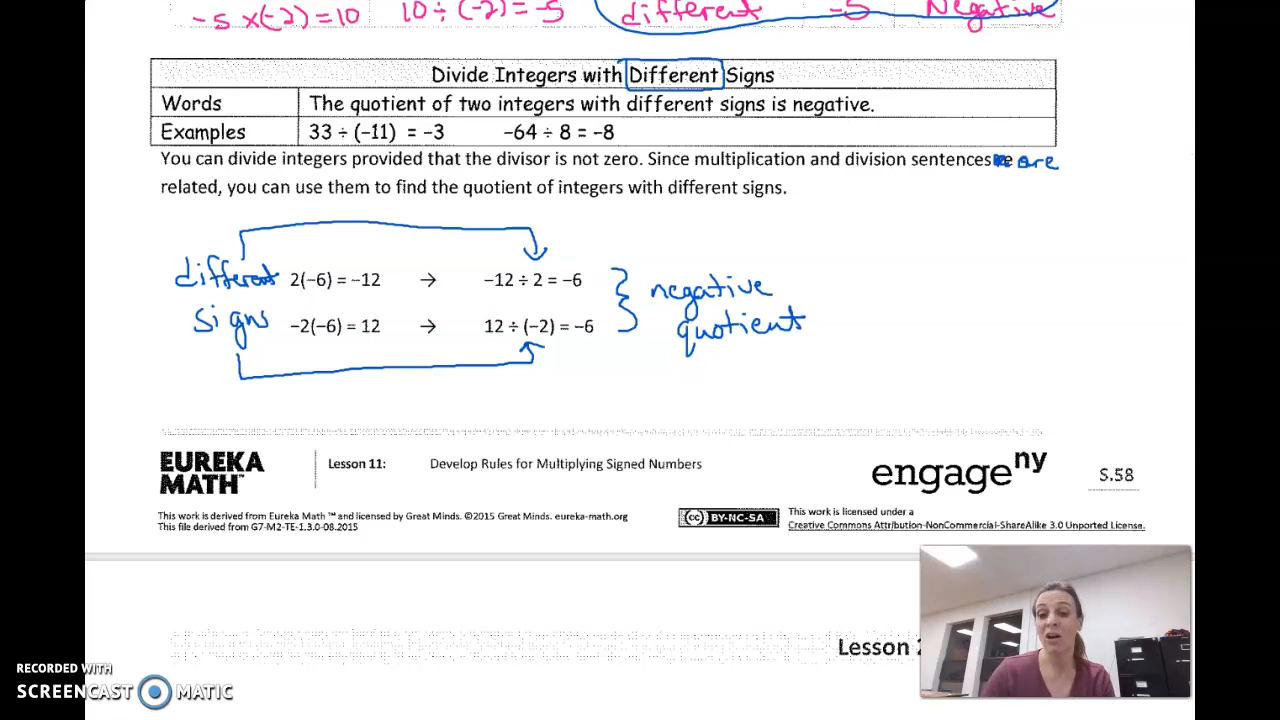 -5 x(-2) = 10 10 ÷ (-2) = -5 different -5 Negative
Divide Integers with Different Signs
Words The quotient of two integers with different signs is negative.
Examples 33 ÷ (-11) = -3 -64 ÷ 8 = -8
You can divide integers provided that the divisor is not zero. Since multiplication and division sentences are
related, you can use them to find the quotient of integers with different signs.
different 2(−6) = −12 → −12 ÷ 2 = −6 negative
signs −2(−6) = 12 → 12 ÷ (−2) = −6 quotient
EUREKA
MATH™
Lesson 11: Develop Rules for Multiplying Signed Numbers
engageny
S.58
This work is derived from Eureka Math ™ and licensed by Great Minds. ©2015 Great Minds. eureka-math.org
This file derived from G7-M2-TE-1.3.0-08.2015
cc BY-NC-SA
This work is licensed under a
Creative Commons Attribution-NonCommercial-ShareAlike 3.0 Unported License.
Lesson
RECORDED WITH
SCREENCAST MATIC